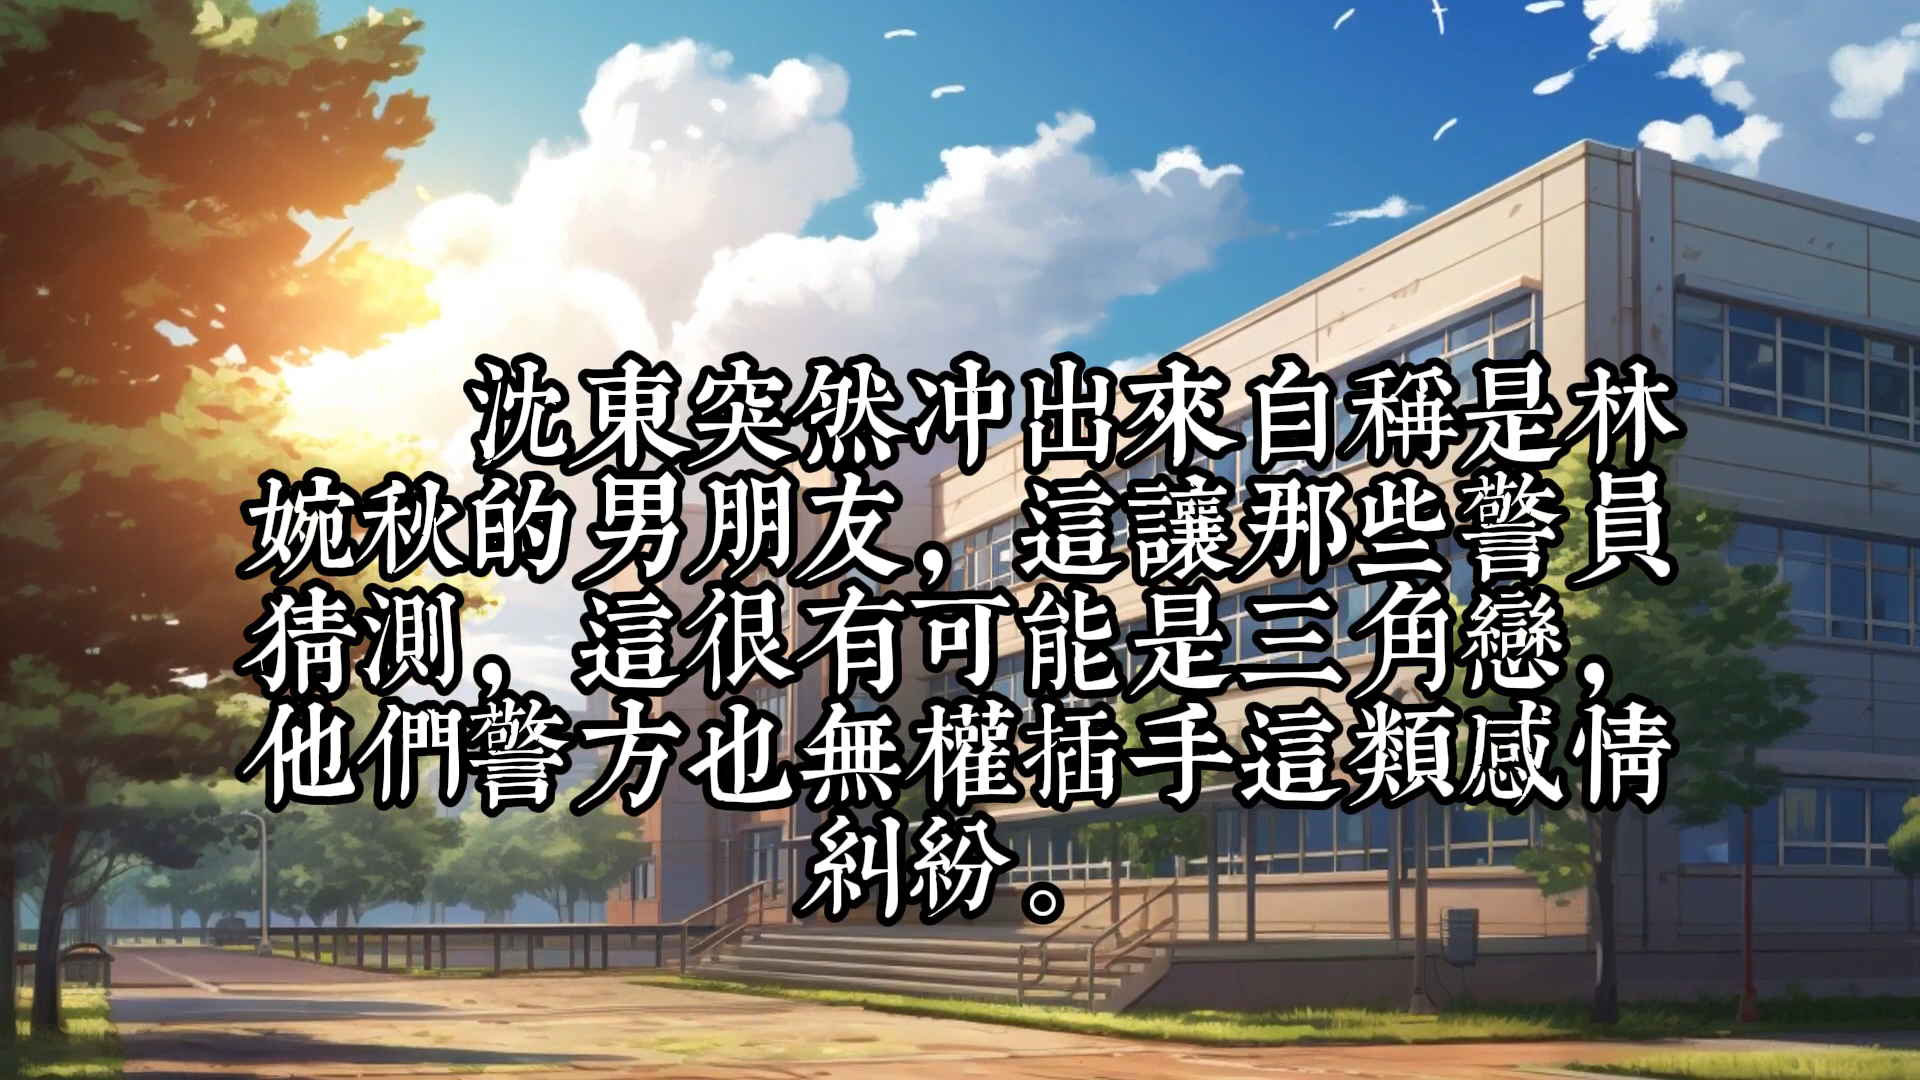 沈東突然冲出來自稱是林
婉秋的男朋友，這讓那些警員
猜測，這很有可能是三角戀，
他們警方也無權插手這類感情
糾紛。